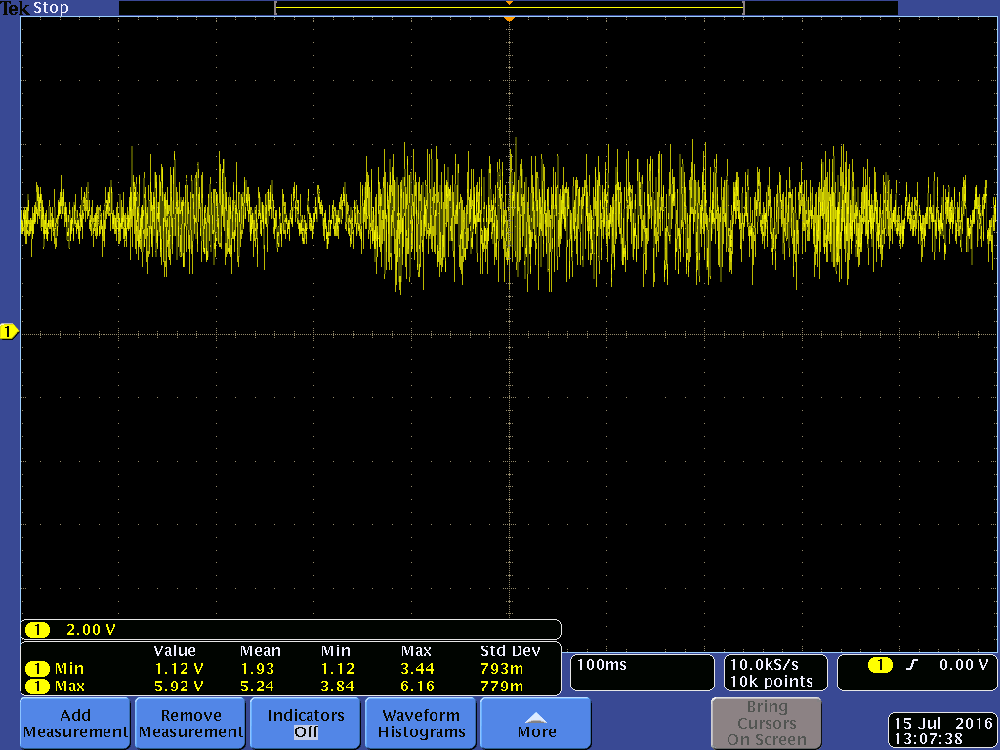 Tek Stop
1
1 2.00 V
Value Mean Min Max Std Dev
1 Min 1.12 V 1.93 1.12 3.44 793m
1 Max 5.92 V 5.24 3.84 6.16 779m
100ms
10.0kS/s
10k points
1 0.00 V
Add
Measurement
Remove
Measurement
Indicators
Off
Waveform
Histograms
More
Bring
Cursors
On Screen
15 Jul 2016
13:07:38